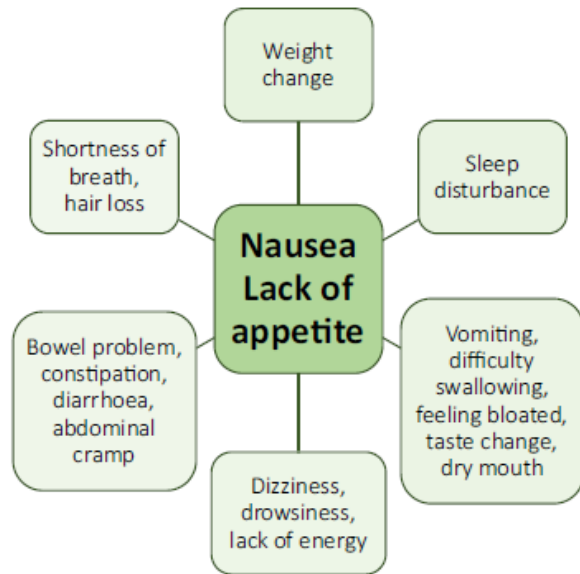 Weight
change
Shortness of
breath,
hair loss
Sleep
disturbance
Nausea
Lack of
appetite
Bowel problem,
constipation,
diarrhoea,
abdominal
cramp
Vomiting,
difficulty
swallowing,
feeling bloated,
taste change,
dry mouth
Dizziness,
drowsiness,
lack of energy